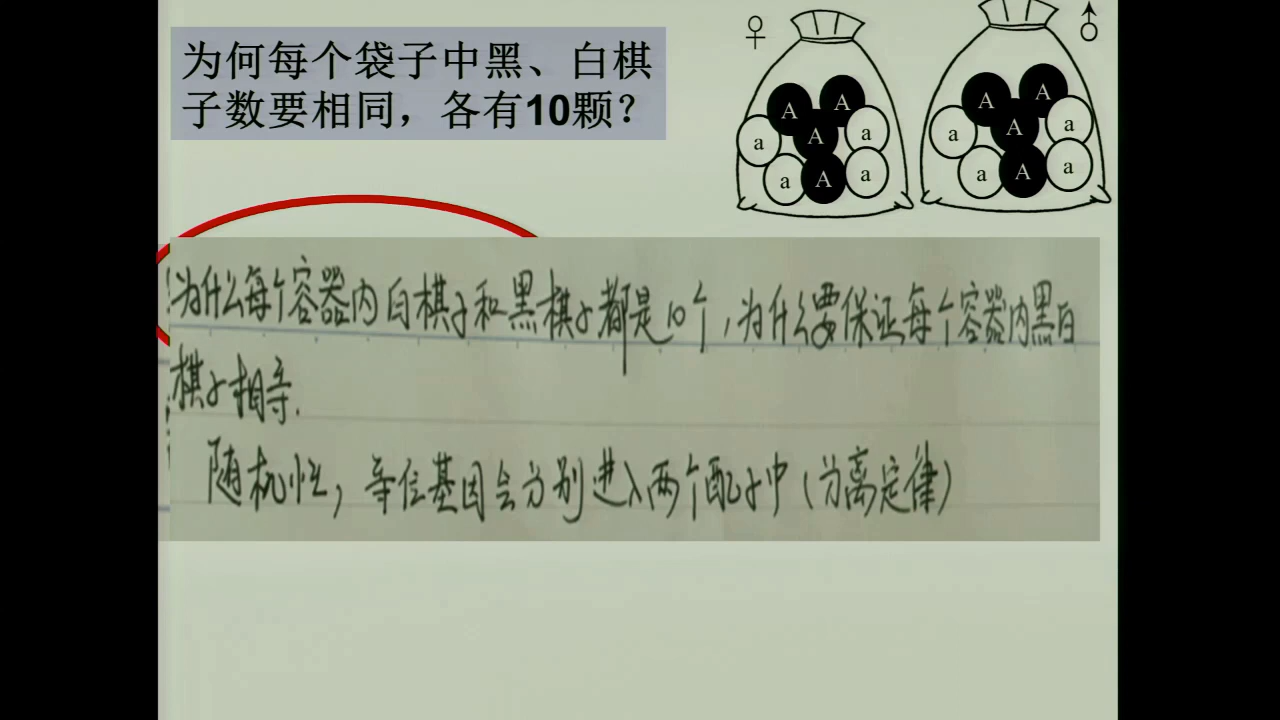 为何每个袋子中黑、白棋
子数要相同，各有10颗？
♀
♂
A A A a a a A a
A A A a a a A a
为什么每个容器内白棋子和黑棋子都是10个，为什么要保证每个容器内黑白
棋子相等．
随机性，等位基因会分别进入两个配子中（分离定律）